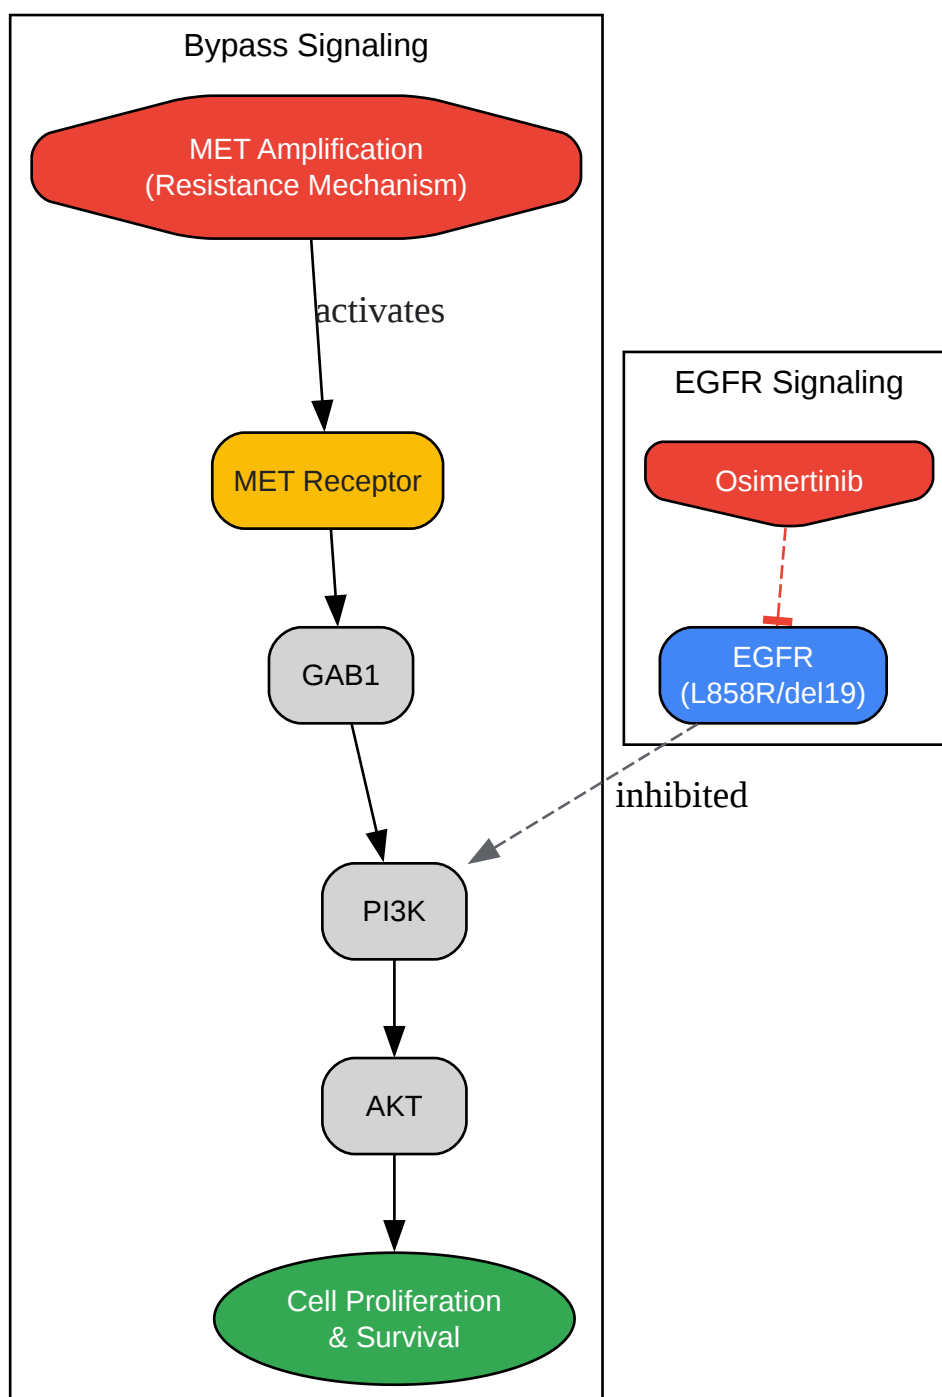 Bypass Signaling
MET Amplification
(Resistance Mechanism)
activates
EGFR Signaling
MET Receptor
Osimertinib
GAB1
EGFR
(L858R/del19)
inhibited
PI3K
AKT
Cell Proliferation
& Survival